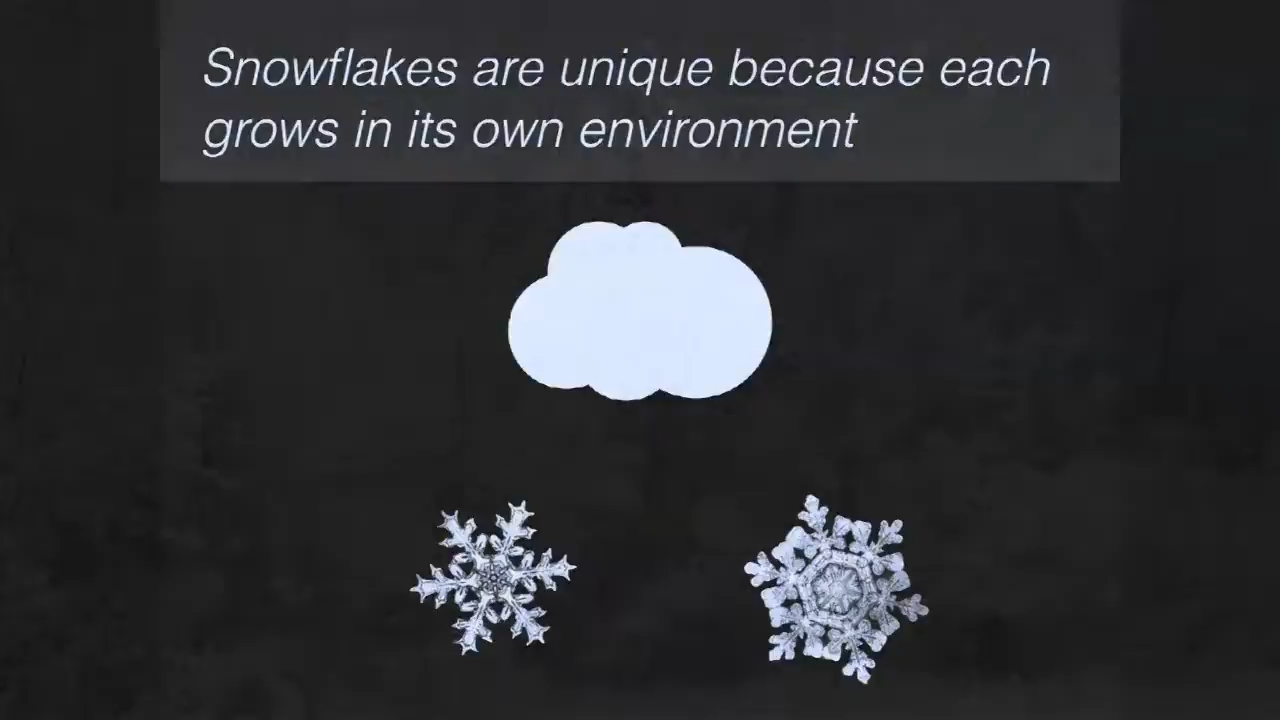 Snowflakes are unique because each
grows in its own environment